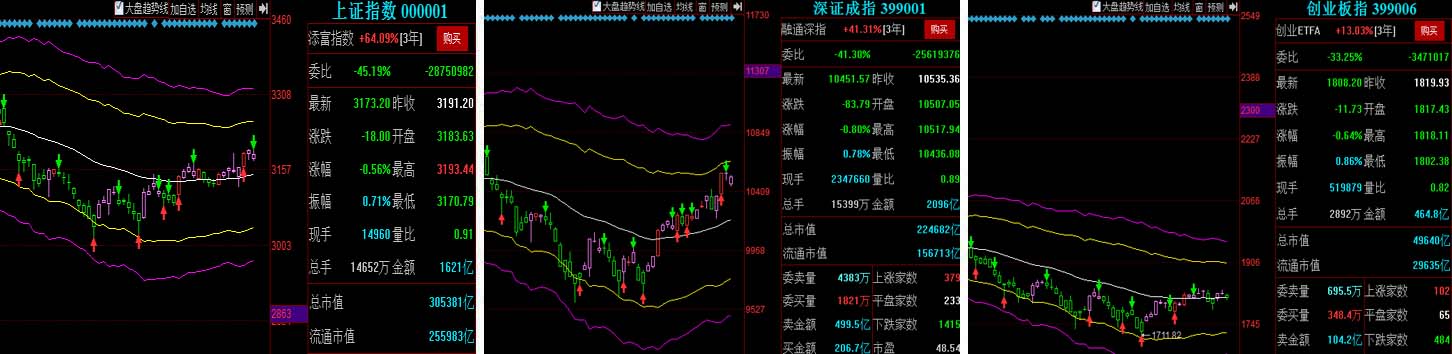 大盘趋势线 加自选 均线 窗 预测
3460
3308
3157
3003
2863
上证指数 000001
添富指数 +64.09%[3年] 购买
委比 -45.19% -28750982
最新 3173.20 昨收 3191.20
涨跌 -18.00 开盘 3183.63
涨幅 -0.56% 最高 3193.44
振幅 0.71% 最低 3170.79
现手 14960 量比 0.91
总手 14652万 金额 1621亿
总市值 305381亿
流通市值 255983亿
大盘趋势线 加自选 均线 窗 预测
11730
11307
10849
10409
9968
9527
深证成指 399001
融通深指 +41.31%[3年] 购买
委比 -41.30% -25619376
最新 10451.57 昨收 10535.36
涨跌 -83.79 开盘 10507.05
涨幅 -0.80% 最高 10517.94
振幅 0.78% 最低 10436.08
现手 2347660 量比 0.89
总手 15399万 金额 2096亿
总市值 224682亿
流通市值 156713亿
委卖量 4383万 上涨家数 379
委买量 1821万 平盘家数 233
卖金额 499.5亿 下跌家数 1415
买金额 206.7亿 市盈 48.54
大盘趋势线 加自选 均线 窗 预测
2549
2388
2300
2227
2066
1906
1745
1711.82
创业板指 399006
创业ETFA +13.03%[3年] 购买
委比 -33.25% -3471017
最新 1808.20 昨收 1819.93
涨跌 -11.73 开盘 1817.43
涨幅 -0.64% 最高 1818.11
振幅 0.86% 最低 1802.38
现手 519879 量比 0.82
总手 2892万 金额 464.8亿
总市值 49640亿
流通市值 29635亿
委卖量 695.5万 上涨家数 102
委买量 348.4万 平盘家数 65
卖金额 104.2亿 下跌家数 484